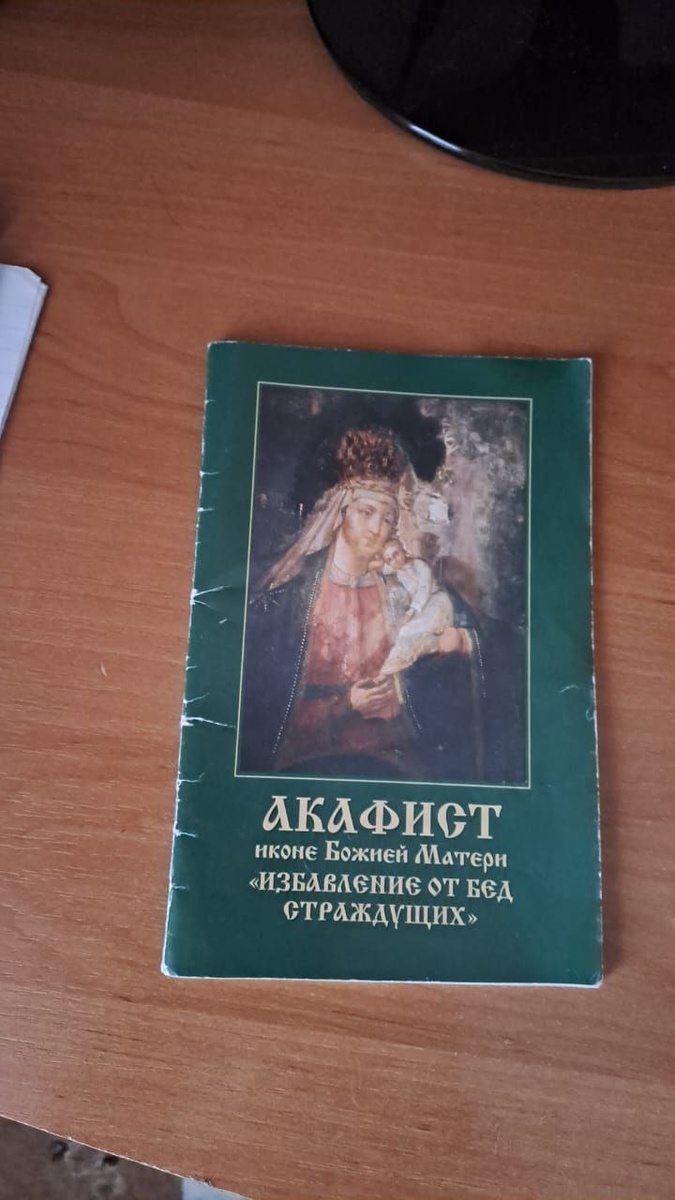 АКАФИСТ
иконе Божией Матери
«ИЗБАВЛЕНИЕ ОТ БЕД
СТРАЖДУЩИХ»